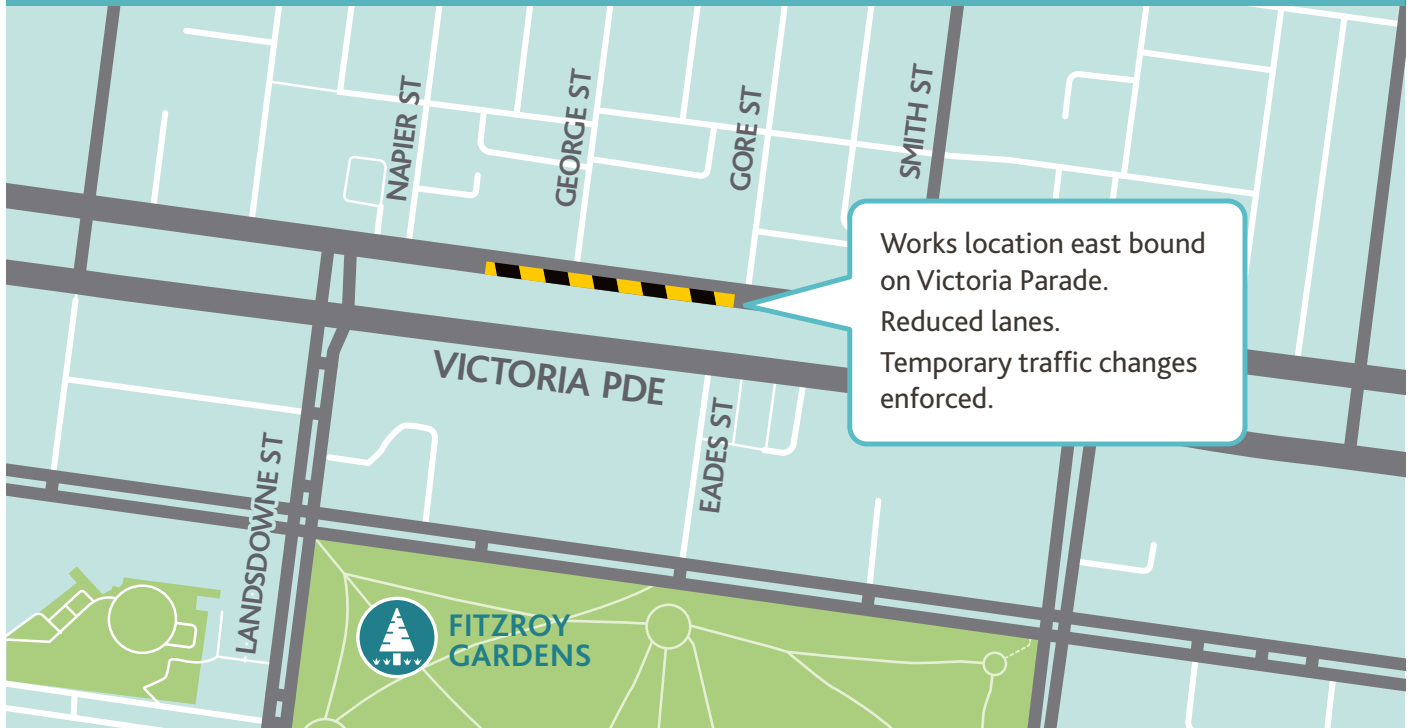 NAPIER ST
GEORGE ST
GORE ST
SMITH ST
Works location east bound
on Victoria Parade.
Reduced lanes.
Temporary traffic changes
enforced.
VICTORIA PDE
EADES ST
LANDSDOWNE ST
FITZROY
GARDENS